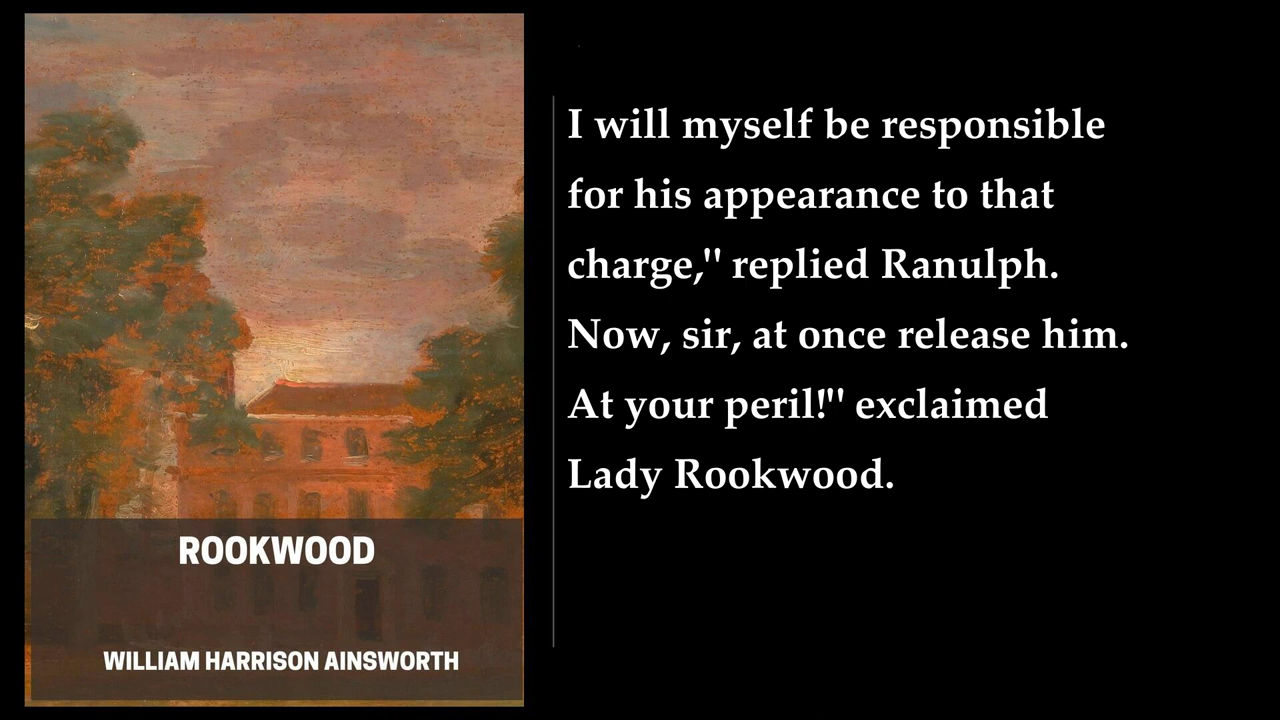 I will myself be responsible
for his appearance to that
charge," replied Ranulph.
Now, sir, at once release him.
At your peril!" exclaimed
Lady Rookwood.
ROOKWOOD
WILLIAM HARRISON AINSWORTH